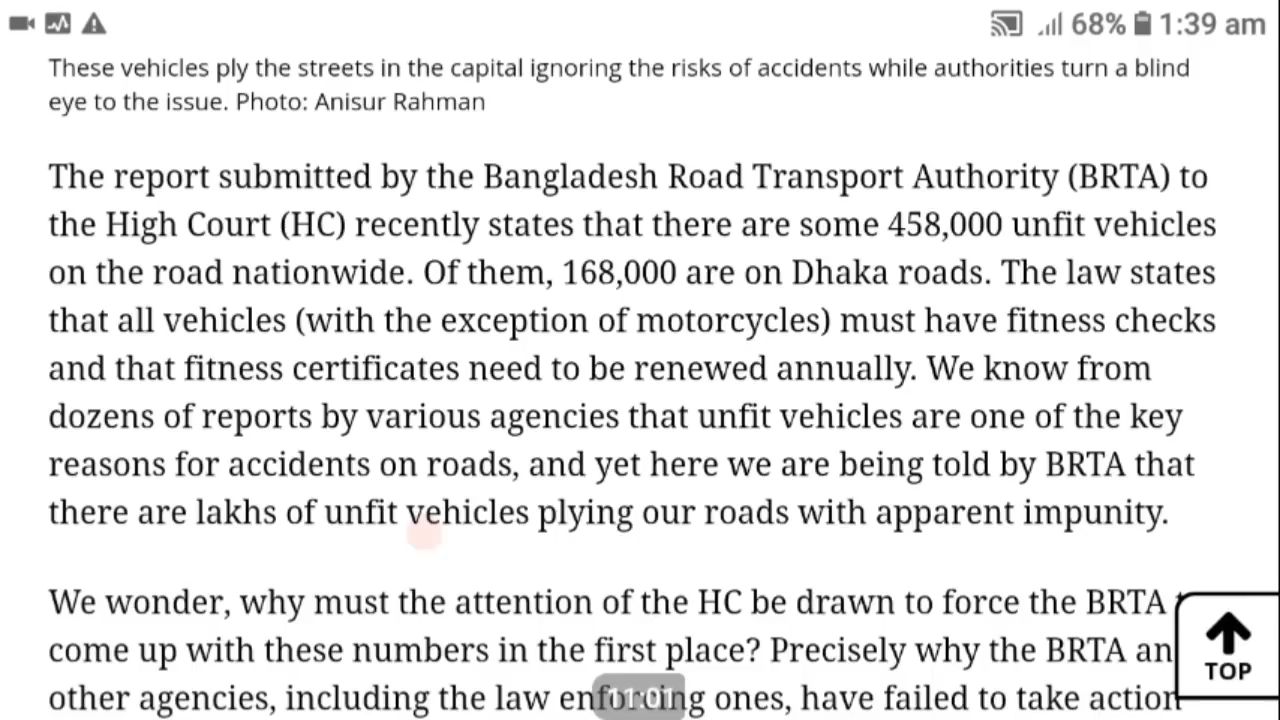 68% 1:39 am
These vehicles ply the streets in the capital ignoring the risks of accidents while authorities turn a blind
eye to the issue. Photo: Anisur Rahman
The report submitted by the Bangladesh Road Transport Authority (BRTA) to
the High Court (HC) recently states that there are some 458,000 unfit vehicles
on the road nationwide. Of them, 168,000 are on Dhaka roads. The law states
that all vehicles (with the exception of motorcycles) must have fitness checks
and that fitness certificates need to be renewed annually. We know from
dozens of reports by various agencies that unfit vehicles are one of the key
reasons for accidents on roads, and yet here we are being told by BRTA that
there are lakhs of unfit vehicles plying our roads with apparent impunity.
We wonder, why must the attention of the HC be drawn to force the BRTA
come up with these numbers in the first place? Precisely why the BRTA an
other agencies, including the law enforcing ones, have failed to take action
TOP
11:01